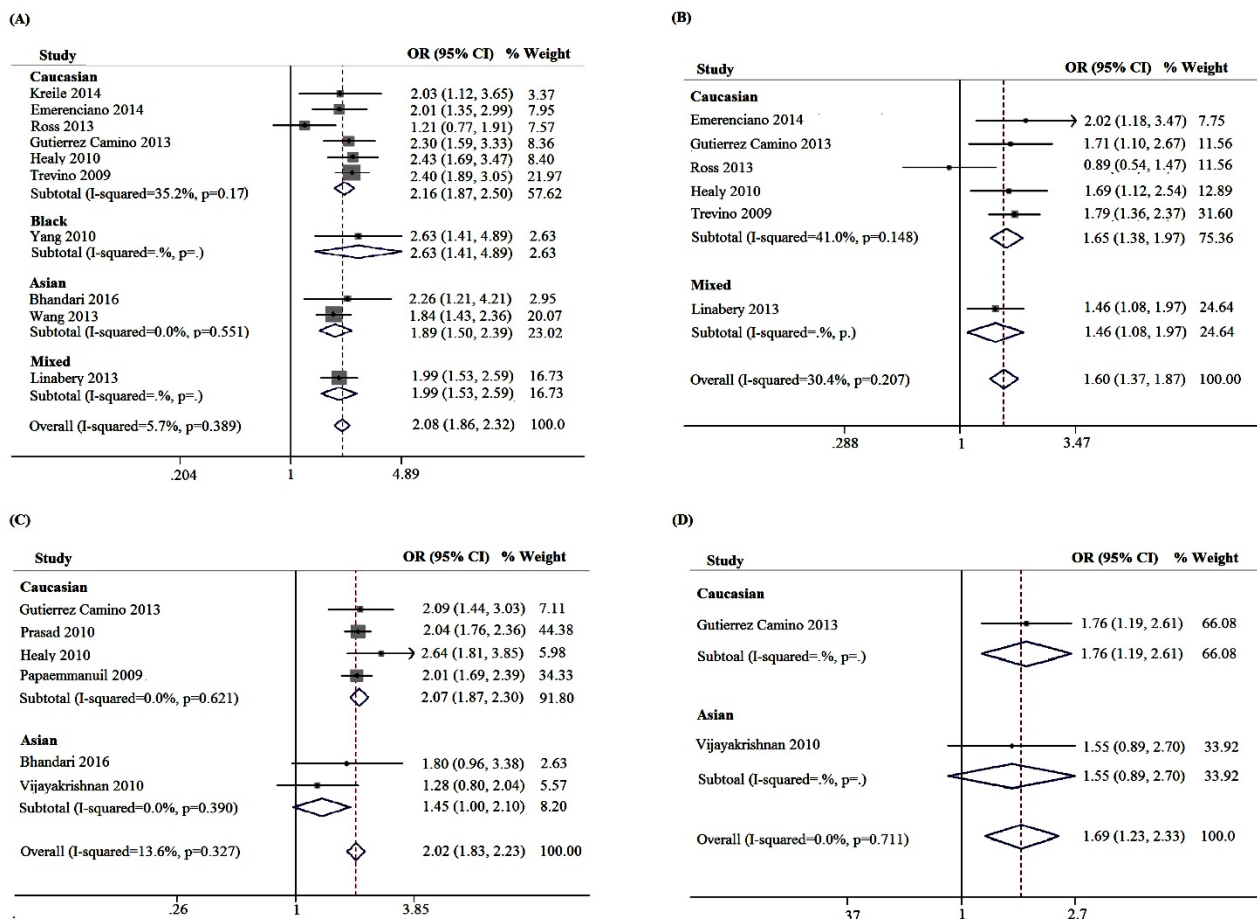 (A)
Study OR (95% CI) % Weight
Caucasian
Kreile 2014 2.03 (1.12, 3.65) 3.37
Emerenciano 2014 2.01 (1.35, 2.99) 7.95
Ross 2013 1.21 (0.77, 1.91) 7.57
Gutierrez Camino 2013 2.30 (1.59, 3.33) 8.36
Healy 2010 2.43 (1.69, 3.47) 8.40
Trevino 2009 2.40 (1.89, 3.05) 21.97
Subtotal (I-squared=35.2%, p=0.17) 2.16 (1.87, 2.50) 57.62
Black
Yang 2010 2.63 (1.41, 4.89) 2.63
Subtotal (I-squared=.%, p=.) 2.63 (1.41, 4.89) 2.63
Asian
Bhandari 2016 2.26 (1.21, 4.21) 2.95
Wang 2013 1.84 (1.43, 2.36) 20.07
Subtotal (I-squared=0.0%, p=0.551) 1.89 (1.50, 2.39) 23.02
Mixed
Linabery 2013 1.99 (1.53, 2.59) 16.73
Subtotal (I-squared=.%, p=.) 1.99 (1.53, 2.59) 16.73
Overall (I-squared=5.7%, p=0.389) 2.08 (1.86, 2.32) 100.0
.204 1 4.89
(B)
OR (95% CI) % Weight
Study
Caucasian
Emerenciano 2014 2.02 (1.18, 3.47) 7.75
Gutierrez Camino 2013 1.71 (1.10, 2.67) 11.56
Ross 2013 0.89 (0.54, 1.47) 11.56
Healy 2010 1.69 (1.12, 2.54) 12.89
Trevino 2009 1.79 (1.36, 2.37) 31.60
Subtotal (I-squared=41.0%, p=0.148) 1.65 (1.38, 1.97) 75.36
Mixed
Linabery 2013 1.46 (1.08, 1.97) 24.64
Subtotal (I-squared=.%, p.) 1.46 (1.08, 1.97) 24.64
Overall (I-squared=30.4%, p=0.207) 1.60 (1.37, 1.87) 100.00
.288 1 3.47
(C)
Study OR (95% CI) % Weight
Caucasian
Gutierrez Camino 2013 2.09 (1.44, 3.03) 7.11
Prasad 2010 2.04 (1.76, 2.36) 44.38
Healy 2010 2.64 (1.81, 3.85) 5.98
Papaemmanuil 2009 2.01 (1.69, 2.39) 34.33
Subtotal (I-squared=0.0%, p=0.621) 2.07 (1.87, 2.30) 91.80
Asian
Bhandari 2016 1.80 (0.96, 3.38) 2.63
Vijayakrishnan 2010 1.28 (0.80, 2.04) 5.57
Subtotal (I-squared=0.0%, p=0.390) 1.45 (1.00, 2.10) 8.20
Overall (I-squared=13.6%, p=0.327) 2.02 (1.83, 2.23) 100.00
.26 1 3.85
(D)
Study OR (95% CI) % Weight
Caucasian
Gutierrez Camino 2013 1.76 (1.19, 2.61) 66.08
Subtoal (I-squared=.%, p=.) 1.76 (1.19, 2.61) 66.08
Asian
Vijayakrishnan 2010 1.55 (0.89, 2.70) 33.92
Subtoal (I-squared=.%, p=.) 1.55 (0.89, 2.70) 33.92
Overall (I-squared=0.0%, p=0.711) 1.69 (1.23, 2.33) 100.0
.37 1 2.7